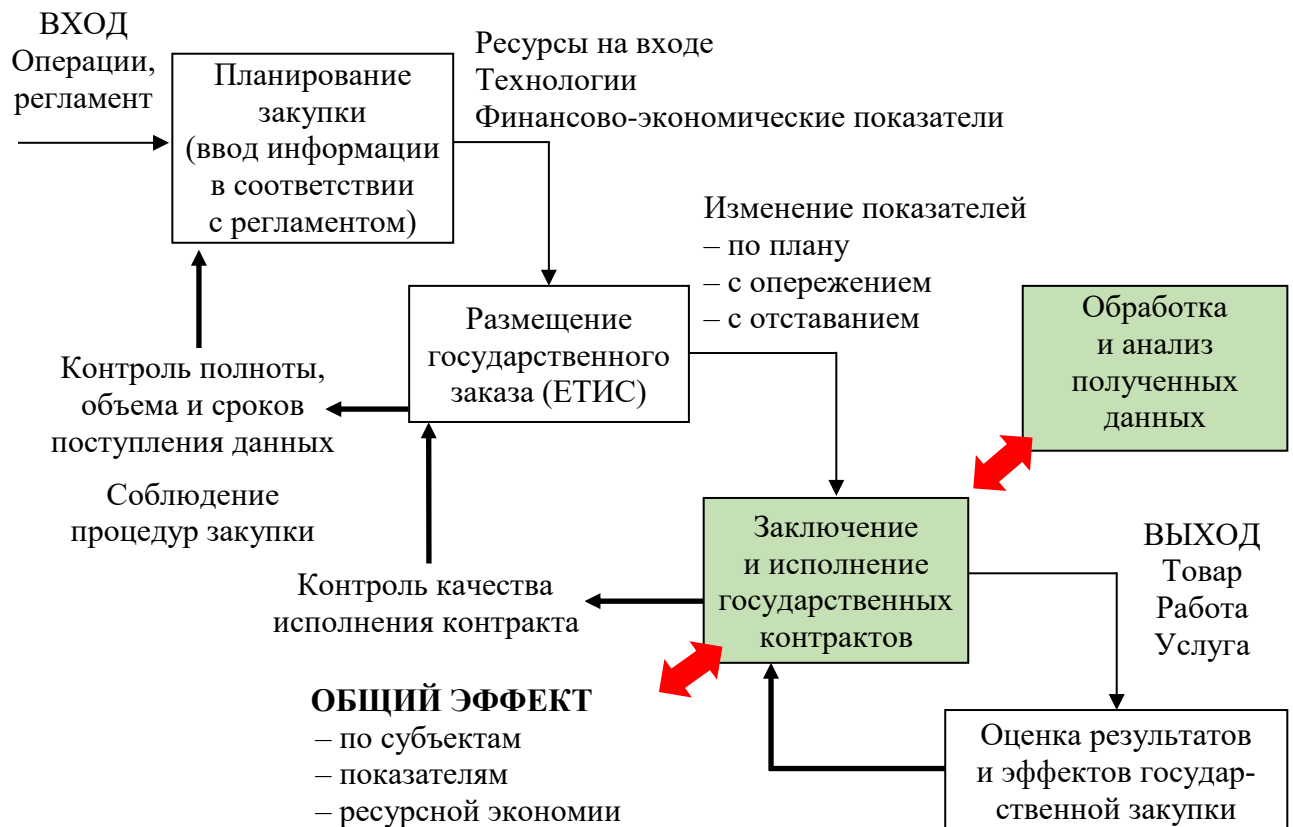 ВХОД
Операции,
регламент
Планирование
закупки
(ввод информации
в соответствии
с регламентом)
Ресурсы на входе
Технологии
Финансово-экономические показатели
Изменение показателей
– по плану
– с опережением
– с отставанием
Размещение
государственного
заказа (ЕТИС)
Обработка
и анализ
полученных
данных
Контроль полноты,
объема и сроков
поступления данных
Соблюдение
процедур закупки
Контроль качества
исполнения контракта
Заключение
и исполнение
государственных
контрактов
ВЫХОД
Товар
Работа
Услуга
ОБЩИЙ ЭФФЕКТ
– по субъектам
– показателям
– ресурсной экономии
Оценка результатов
и эффектов государ-
ственной закупки